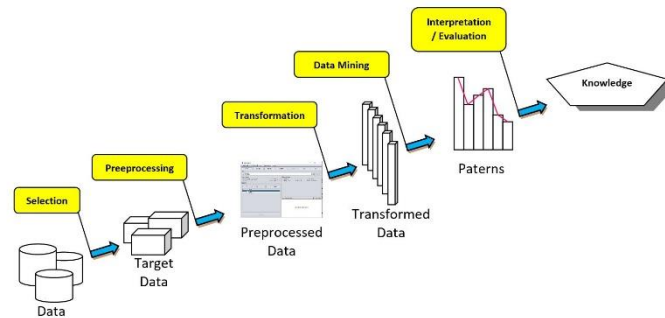 Interpretation
/ Evaluation
Data Mining
Knowledge
Transformation
Paterns
Preeprocessing
Transformed
Data
Selection
Preprocessed
Data
Target
Data
Data